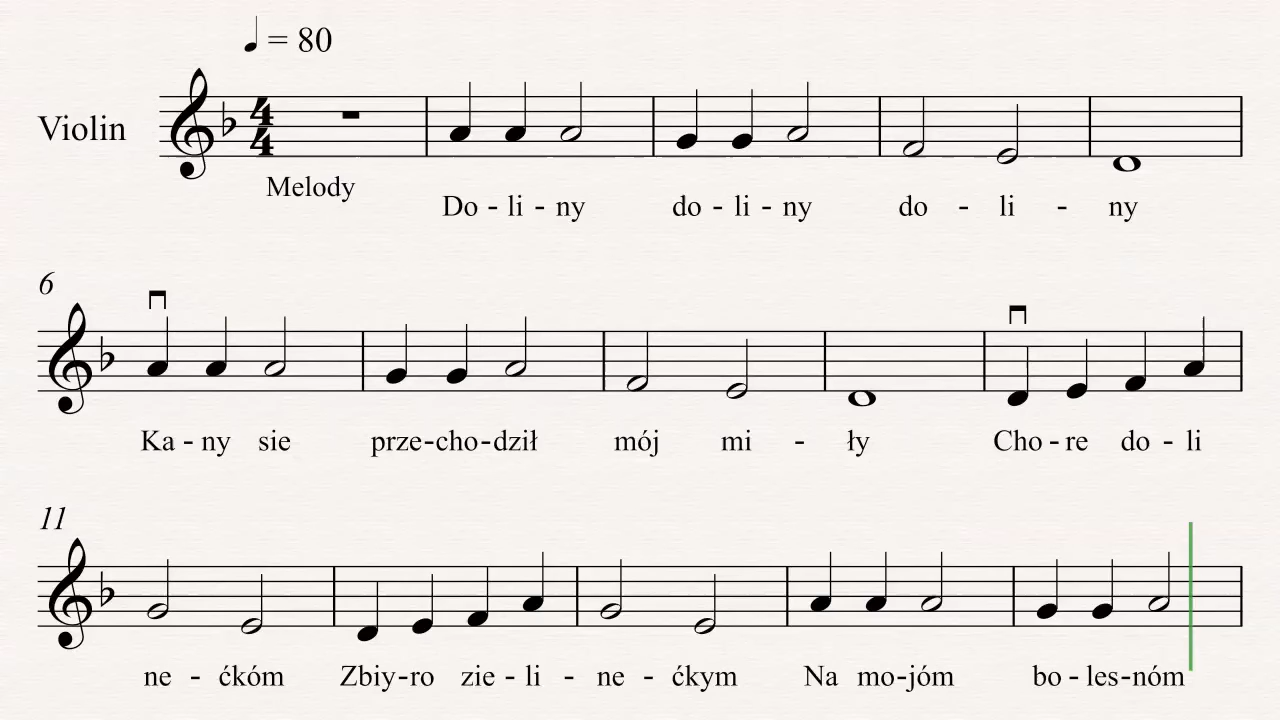 = 80
Violin
4
4
Melody
Do - li - ny do - li - ny do - li - ny
6
Ka - ny sie prze-cho-dził mój mi - ły Cho - re do - li
11
ne - ćkóm Zbiy-ro zie - li - ne - ćkym Na mo-jóm bo - les-nóm